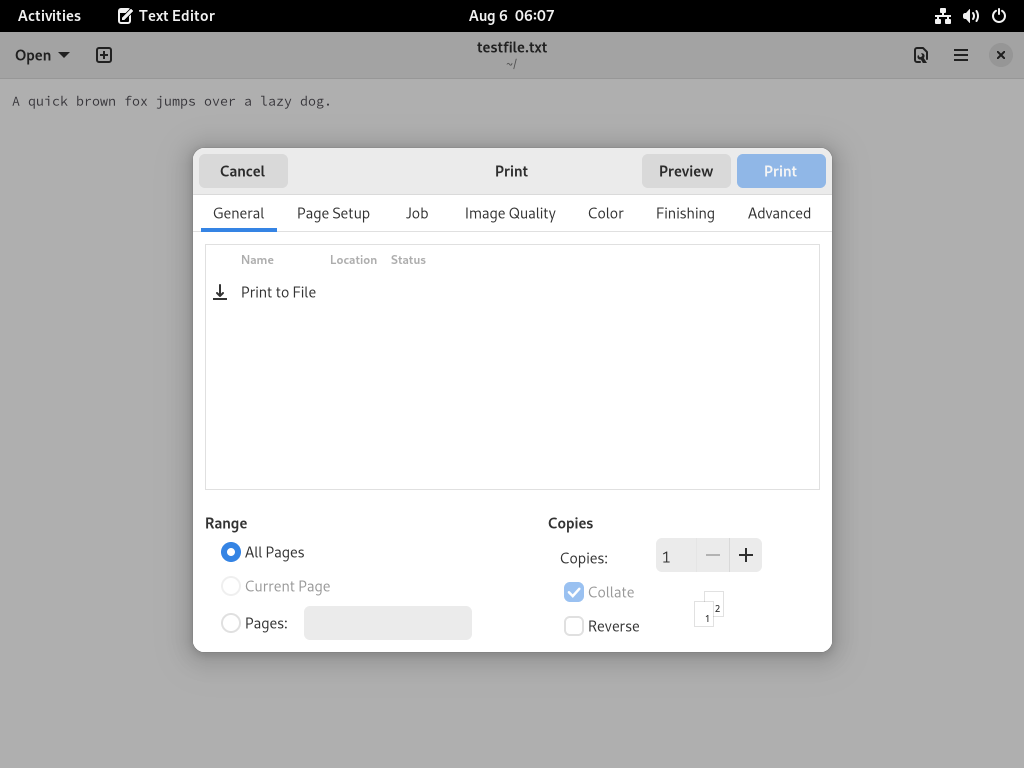 Activities Text Editor Aug 6 06:07
Open testfile.txt
~/
A quick brown fox jumps over a lazy dog.
Cancel Print Preview Print
General Page Setup Job Image Quality Color Finishing Advanced
Name Location Status
Print to File
Range Copies
All Pages Copies: 1
Current Page Collate
Pages: Reverse
1 2